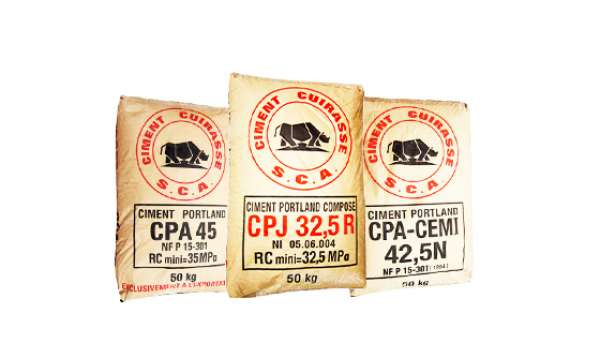 CIMENT CUIRASSE
S.C.A.
CIMENT PORTLAND
CPA 45
NF P 15-301
RC mini=35MPa
50 kg
EXCLUSIVEMENT A L'EXPORTAT
CIMENT CUIRASSE
S.C.A.
CIMENT PORTLAND COMPOSE
CPJ 32,5 R
NI 05.06.004
RC mini=32,5 MPa
50 kg
CIMENT CUIRASSE
S.C.A.
CIMENT PORTLAND
CPA-CEMI
42,5N
NF P 15-301 (1994)
50 kg